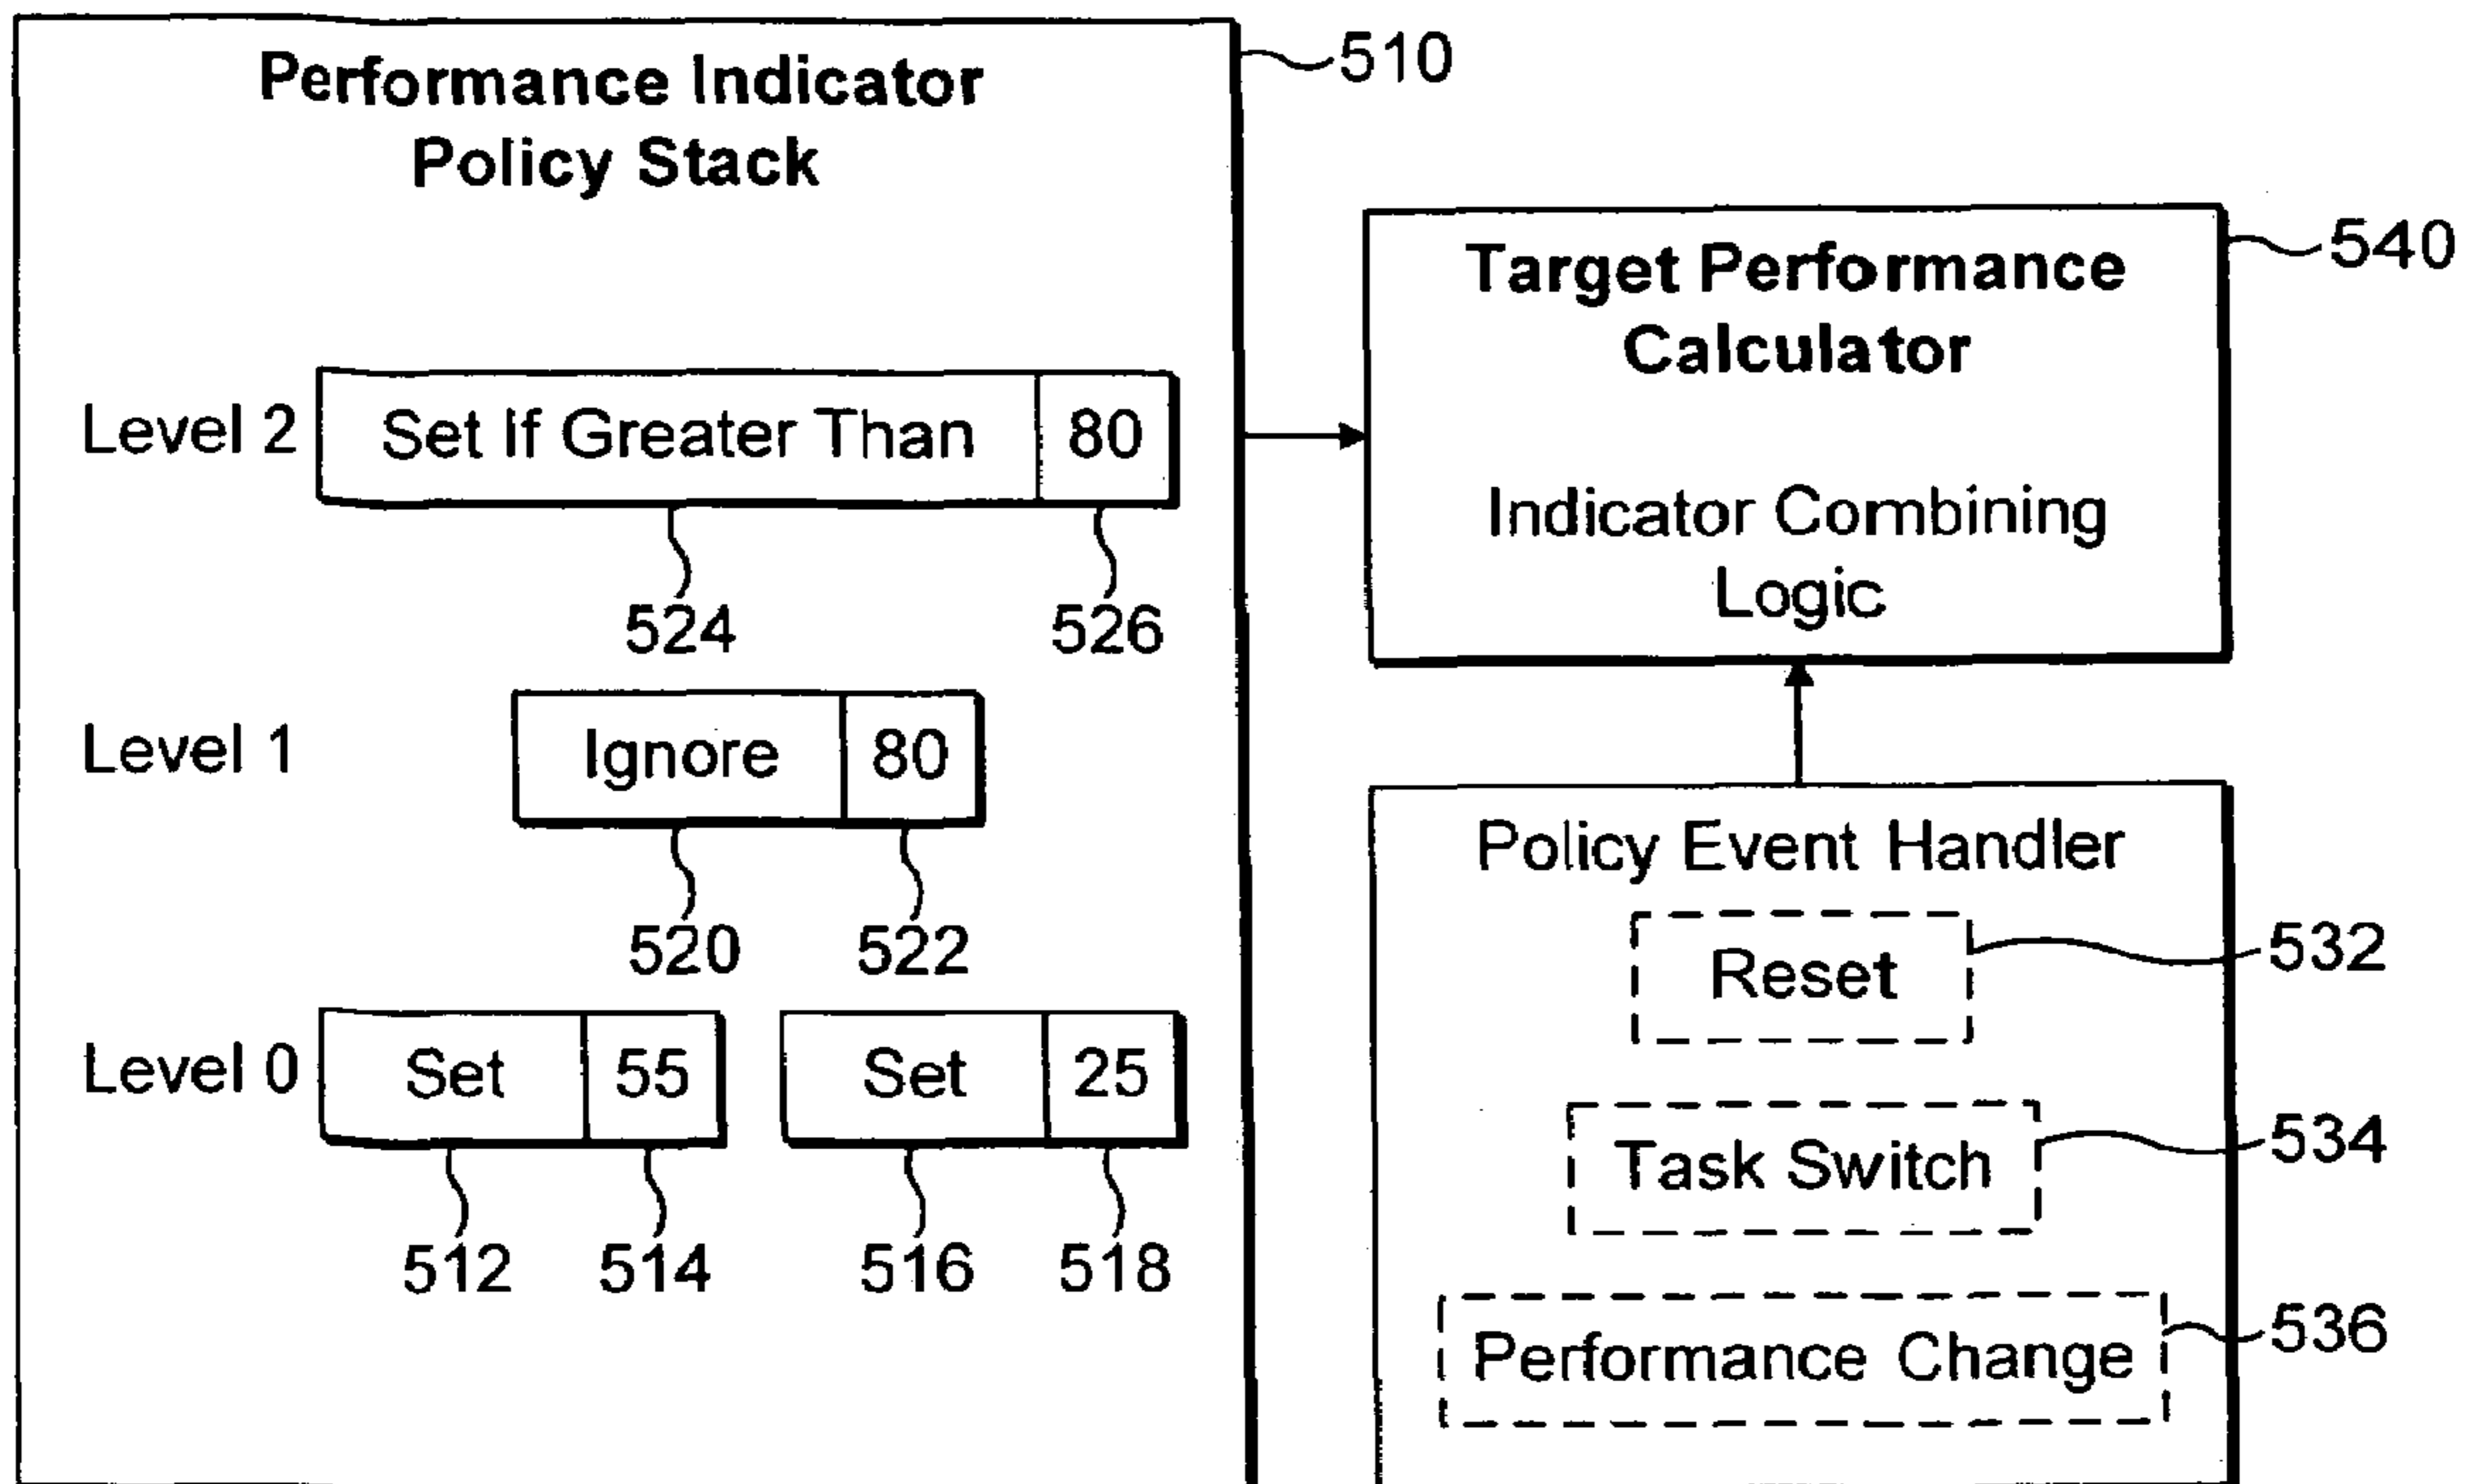 Performance Indicator
Policy Stack
510
Level 2
Set If Greater Than
80
524
526
Level 1
Ignore
80
520
522
Level 0
Set
55
Set
25
512
514
516
518
Target Performance
Calculator
540
Indicator Combining
Logic
Policy Event Handler
Reset
532
Task Switch
534
Performance Change
536